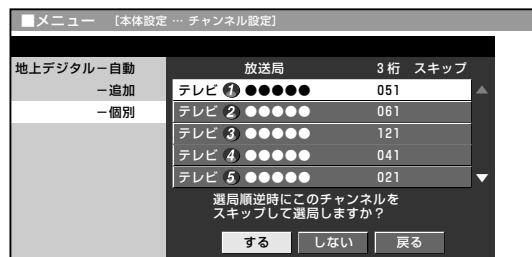 ■メニュー [本体設定 … チャンネル設定]
地上デジタル－自動 放送局 3桁 スキップ
－追加 テレビ 1 ●●●●● 051 ▲
－個別 テレビ 2 ●●●●● 061
テレビ 3 ●●●●● 121
テレビ 4 ●●●●● 041
テレビ 5 ●●●●● 021 ▼
選局順逆時にこのチャンネルを
スキップして選局しますか？
する しない 戻る